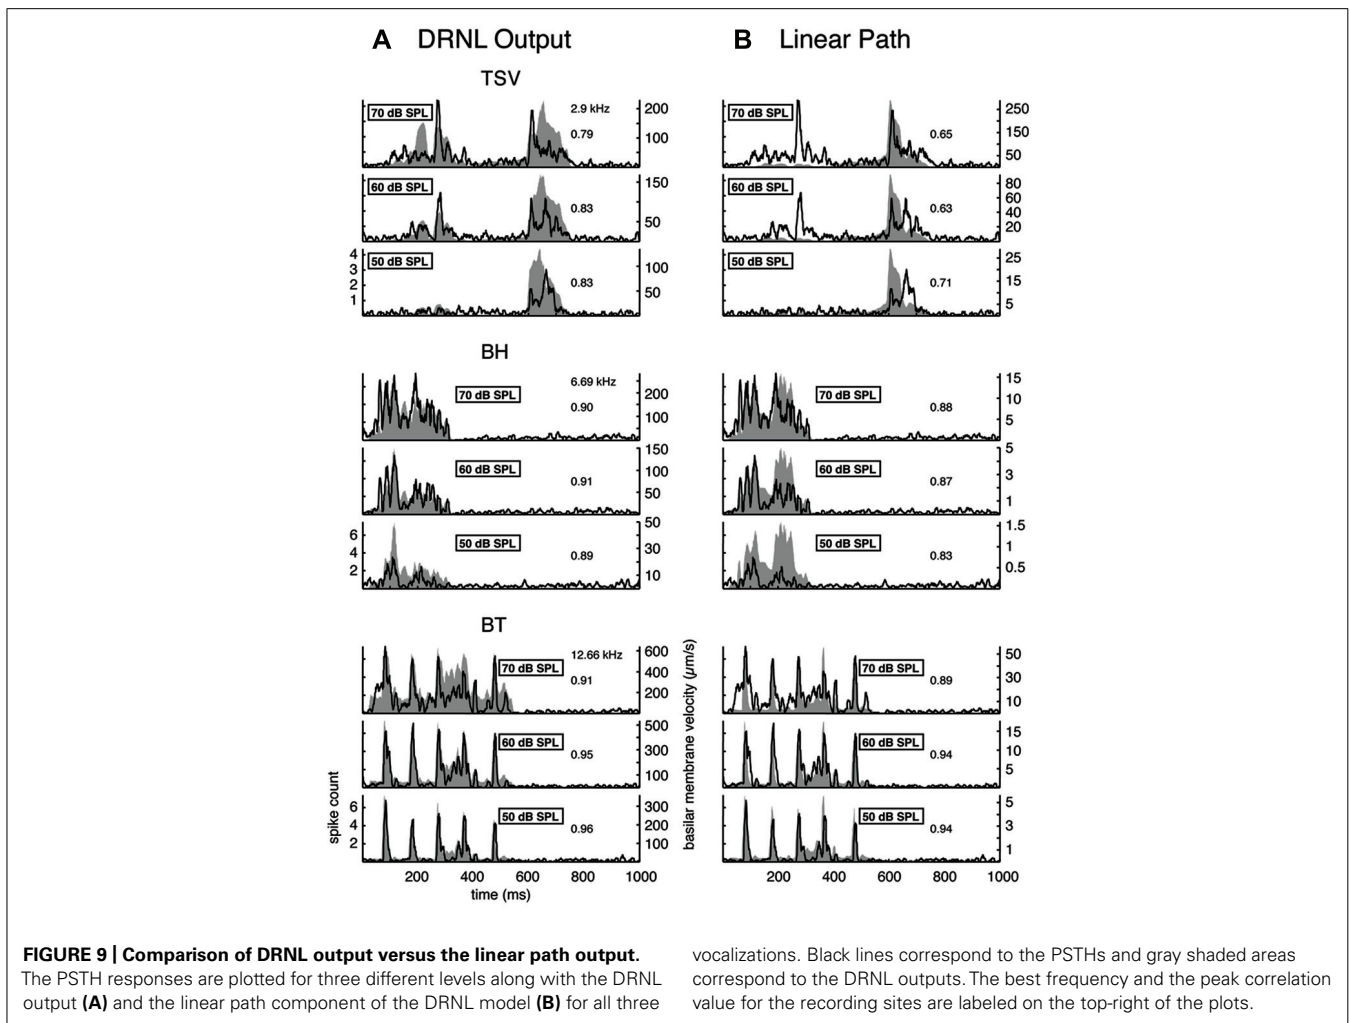 A DRNL Output
B Linear Path
TSV
70 dB SPL
2.9 kHz
0.79
200
100
70 dB SPL
0.65
250
150
50
60 dB SPL
0.83
150
50
60 dB SPL
0.63
80
60
40
20
4
3
2
1
50 dB SPL
0.83
100
50
50 dB SPL
0.71
25
15
5
BH
70 dB SPL
6.69 kHz
0.90
200
100
70 dB SPL
0.88
15
10
5
60 dB SPL
0.91
150
100
50
60 dB SPL
0.87
5
3
1
6
4
2
50 dB SPL
0.89
50
30
10
50 dB SPL
0.83
1.5
1
0.5
BT
70 dB SPL
12.66 kHz
0.91
600
400
200
70 dB SPL
0.89
50
30
10
60 dB SPL
0.95
500
300
100
60 dB SPL
0.94
15
10
5
spike count
6
4
2
50 dB SPL
0.96
300
200
100
basilar membrane velocity (μm/s)
50 dB SPL
0.94
5
3
1
200 400 600 800 1000
time (ms)
200 400 600 800 1000
FIGURE 9 | Comparison of DRNL output versus the linear path output.
The PSTH responses are plotted for three different levels along with the DRNL
output (A) and the linear path component of the DRNL model (B) for all three
vocalizations. Black lines correspond to the PSTHs and gray shaded areas
correspond to the DRNL outputs. The best frequency and the peak correlation
value for the recording sites are labeled on the top-right of the plots.